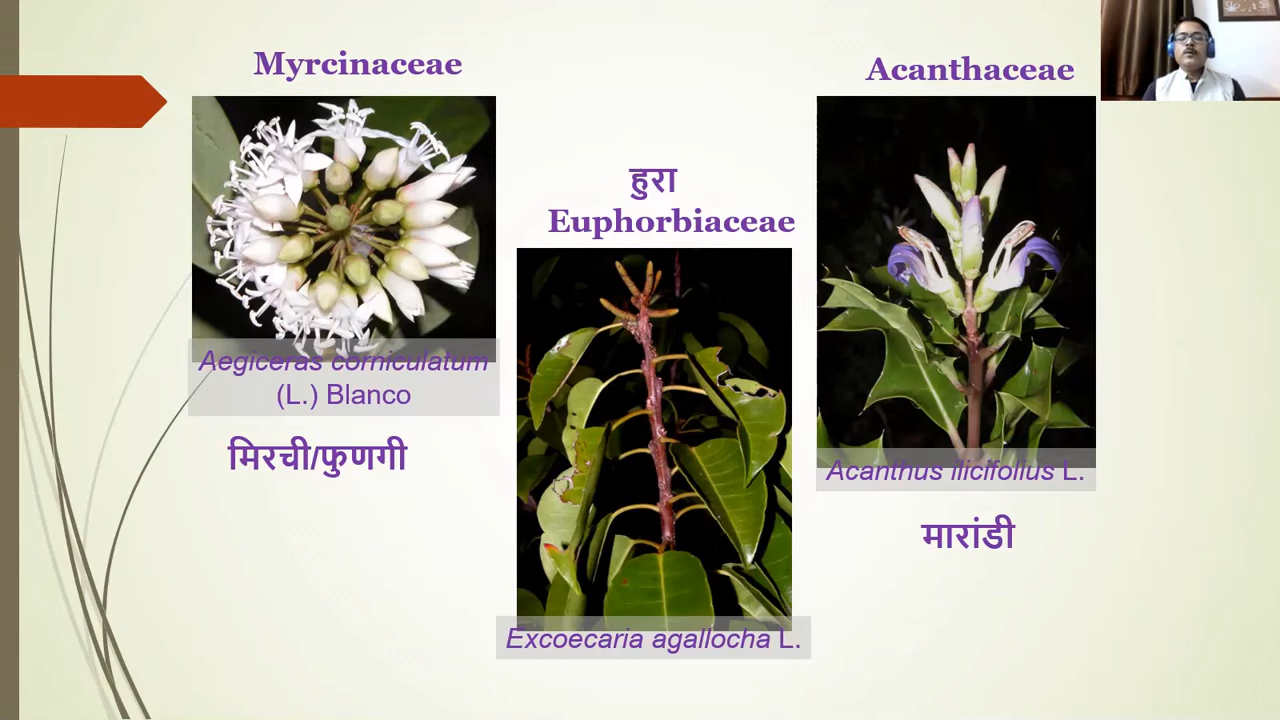 Myrcinaceae
Aegiceras corniculatum
(L.) Blanco
मिरची/फुणगी
हुरा
Euphorbiaceae
Excoecaria agallocha L.
Acanthaceae
Acanthus ilicifolius L.
मारांडी